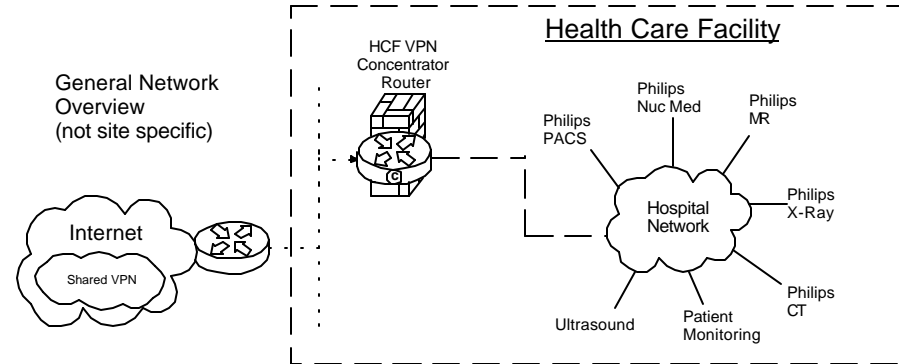 Health Care Facility
HCF VPN
Concentrator
Router
General Network
Overview
(not site specific)
Philips
Nuc Med
Philips
MR
Philips
PACS
C
Philips
X-Ray
Hospital
Network
Internet
Shared VPN
Philips
CT
Ultrasound
Patient
Monitoring